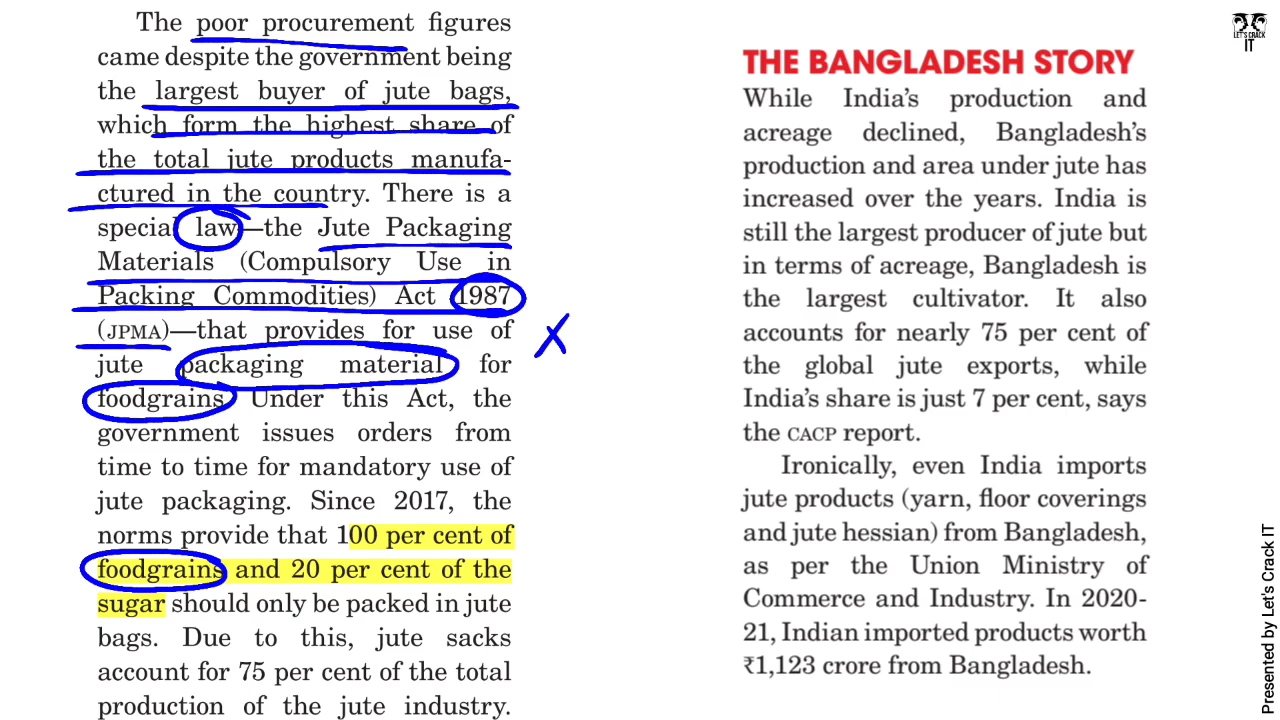 The poor procurement figures
came despite the government being
the largest buyer of jute bags,
which form the highest share of
the total jute products manufa-
ctured in the country. There is a
special law—the Jute Packaging
Materials (Compulsory Use in
Packing Commodities) Act 1987
(JPMA)—that provides for use of
jute packaging material for
foodgrains. Under this Act, the
government issues orders from
time to time for mandatory use of
jute packaging. Since 2017, the
norms provide that 100 per cent of
foodgrains and 20 per cent of the
sugar should only be packed in jute
bags. Due to this, jute sacks
account for 75 per cent of the total
production of the jute industry.
X
THE BANGLADESH STORY
While India's production and
acreage declined, Bangladesh's
production and area under jute has
increased over the years. India is
still the largest producer of jute but
in terms of acreage, Bangladesh is
the largest cultivator. It also
accounts for nearly 75 per cent of
the global jute exports, while
India's share is just 7 per cent, says
the CACP report.
Ironically, even India imports
jute products (yarn, floor coverings
and jute hessian) from Bangladesh,
as per the Union Ministry of
Commerce and Industry. In 2020-
21, Indian imported products worth
₹1,123 crore from Bangladesh.
LET'S CRACK
IT
Presented by Let's Crack IT